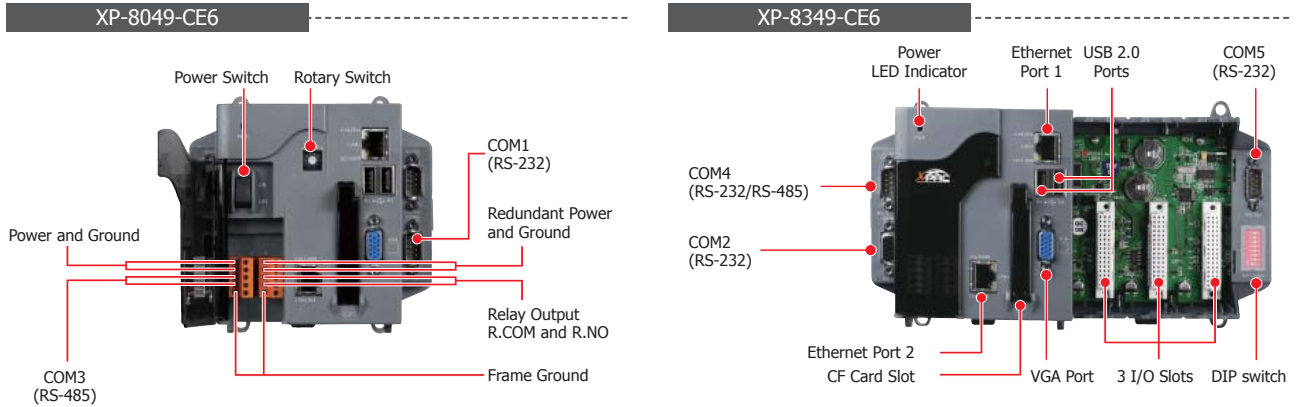 XP-8049-CE6
Power Switch
Rotary Switch
COM1
(RS-232)
Redundant Power
and Ground
Power and Ground
Relay Output
R.COM and R.NO
COM3
(RS-485)
Frame Ground
XP-8349-CE6
Power
LED Indicator
Ethernet
Port 1
USB 2.0
Ports
COM5
(RS-232)
COM4
(RS-232/RS-485)
XPAC
COM2
(RS-232)
Ethernet Port 2
CF Card Slot
VGA Port
3 I/O Slots
DIP switch